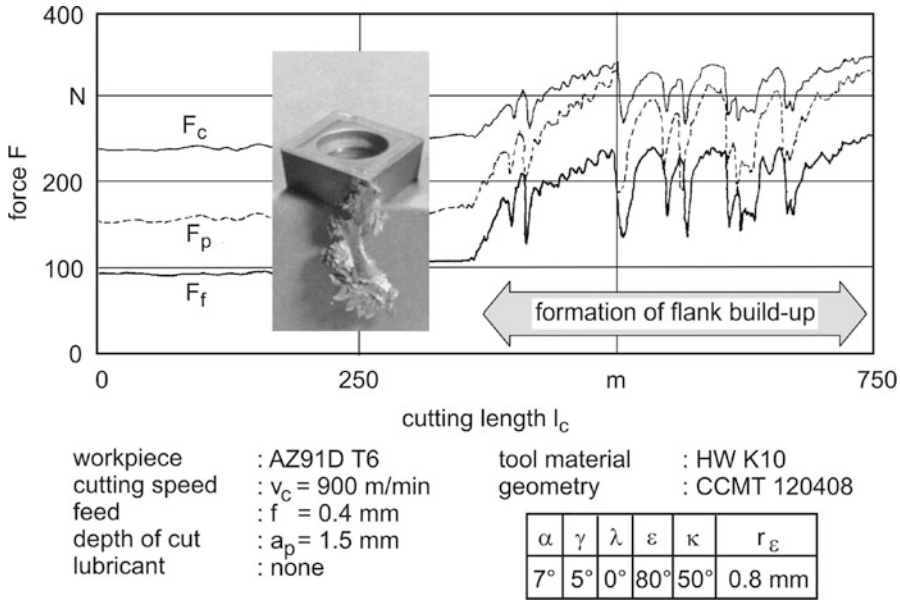 400
N
200
100
0
force F
F_c
F_p
F_f
formation of flank build-up
0
250
m
750
cutting length l_c
workpiece : AZ91D T6
cutting speed : v_c = 900 m/min
feed : f = 0.4 mm
depth of cut : a_p = 1.5 mm
lubricant : none
tool material : HW K10
geometry : CCMT 120408
α γ λ ε κ r_ε
7° 5° 0° 80° 50° 0.8 mm